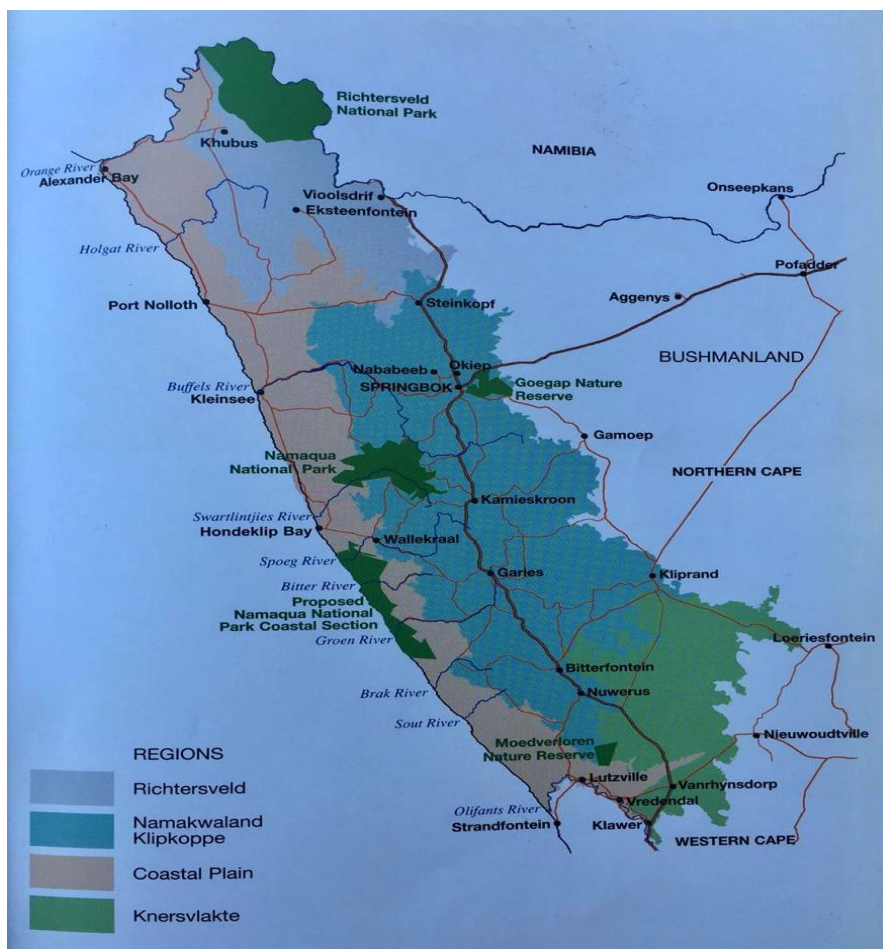 Richtersveld
National Park
Khubus
NAMIBIA
Orange River
Alexander Bay
Onseepkans
Vioolsdrif
Eksteenfontein
Holgat River
Pofadder
Aggenys
Port Nolloth
Steinkopf
BUSHMANLAND
Nababeeb
Okiep
Buffels River
Kleinsee
SPRINGBOK
Goegap Nature
Reserve
Gamoep
Namaqua
National Park
NORTHERN CAPE
Kamieskroon
Swartlintjies River
Hondeklip Bay
Wallekraal
Spoeg River
Garies
Kliprand
Bitter River
Proposed
Namaqua National
Park Coastal Section
Groen River
Loeriesfontein
Bitterfontein
Brak River
Nuwerus
Sout River
Nieuwoudtville
Moedverloren
Nature Reserve
Lutzville
Vanrhynsdorp
Vredendal
Olifants River
Strandfontein
Klawer
WESTERN CAPE
REGIONS
Richtersveld
Namakwaland
Klipkoppe
Coastal Plain
Knersvlakte